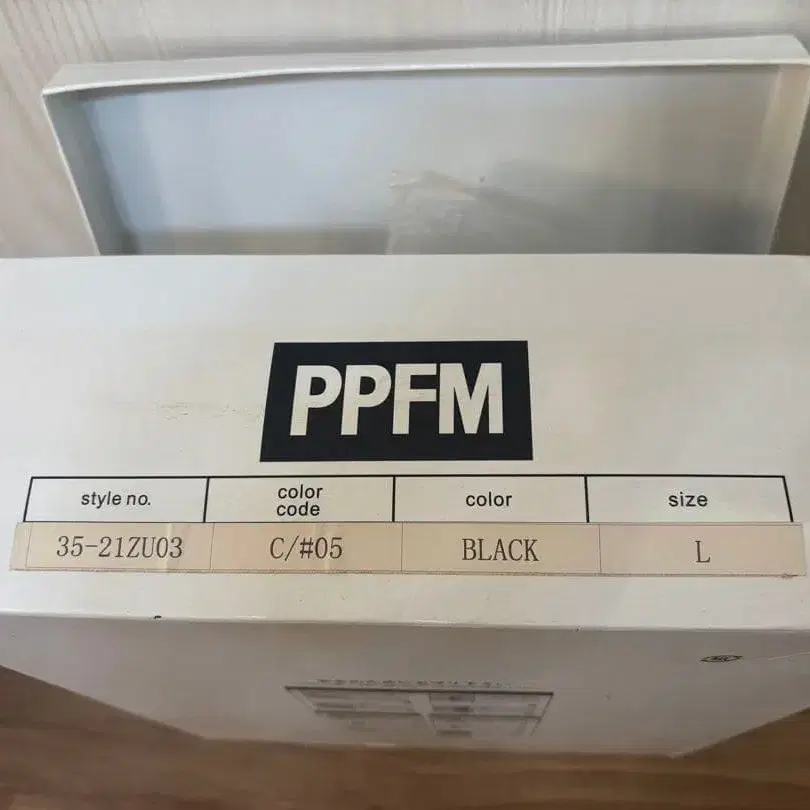 PPFM
style no. color code color size
35-21ZU03 C/#05 BLACK L